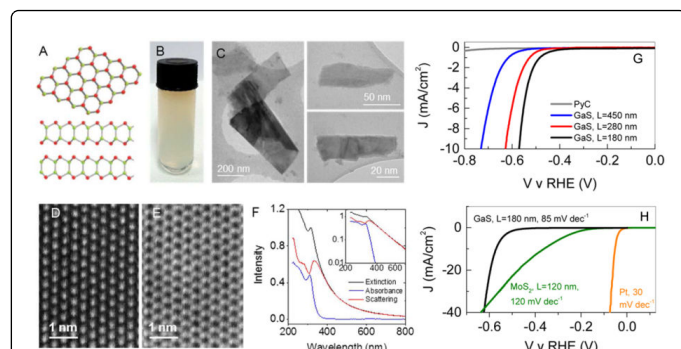 A
B
C
50 nm
200 nm
20 nm
D
E
1 nm
1 nm
F
Intensity
1.2
0.8
0.4
0.0
200 400 600 800
Wavelength (nm)
1
0.1
0.01
200 400 600
Extinction
Absorbance
Scattering
G
J (mA/cm²)
0
-2
-4
-6
-8
-10
PyC
GaS, L=450 nm
GaS, L=280 nm
GaS, L=180 nm
-0.8 -0.6 -0.4 -0.2 0.0
V v RHE (V)
H
J (mA/cm²)
0
-20
-40
GaS, L=180 nm, 85 mV dec⁻¹
MoS₂, L=120 nm,
120 mV dec⁻¹
Pt, 30
mV dec⁻¹
-0.6 -0.4 -0.2 0.0
V v RHE (V)